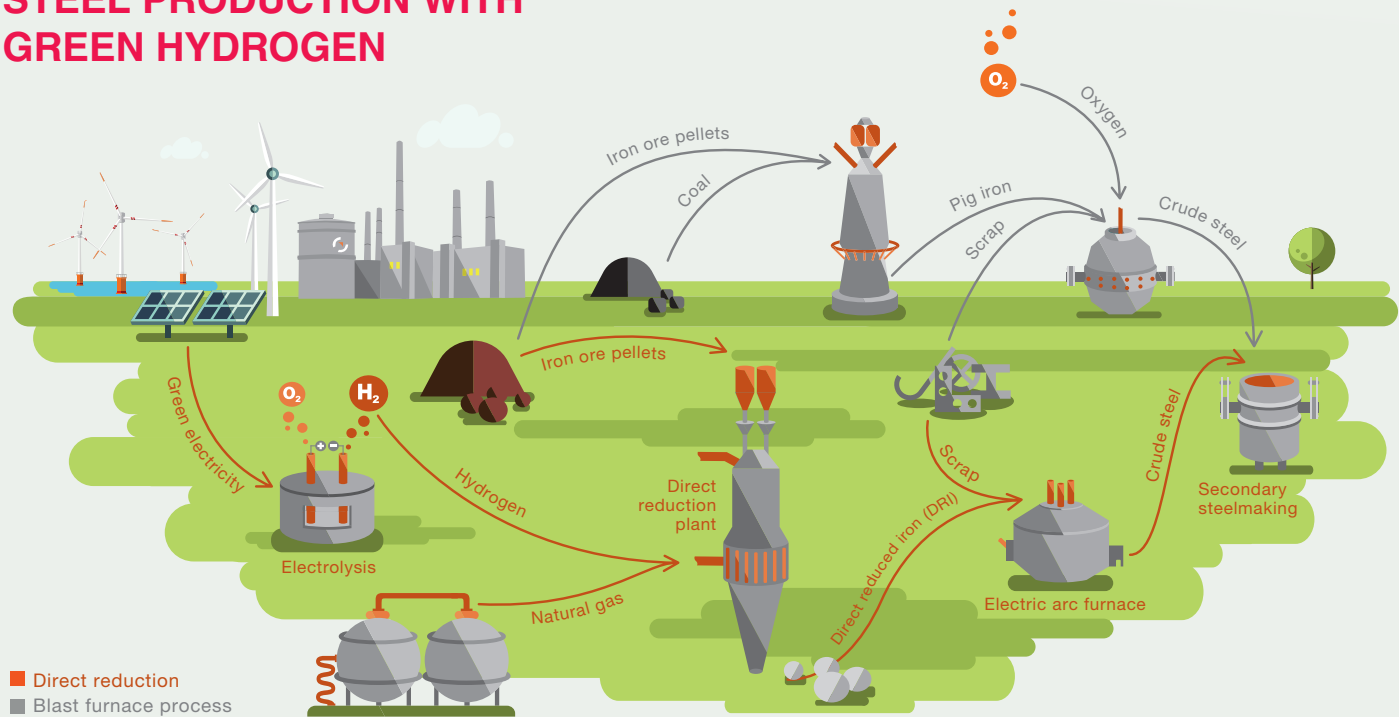 STEEL PRODUCTION WITH
GREEN HYDROGEN
O₂
Oxygen
Iron ore pellets
Coal
Pig iron
Scrap
Crude steel
Iron ore pellets
Green electricity
O₂
H₂
+ −
Hydrogen
Electrolysis
Natural gas
Direct
reduction
plant
Scrap
Direct reduced iron (DRI)
Electric arc furnace
Crude steel
Secondary
steelmaking
Direct reduction
Blast furnace process